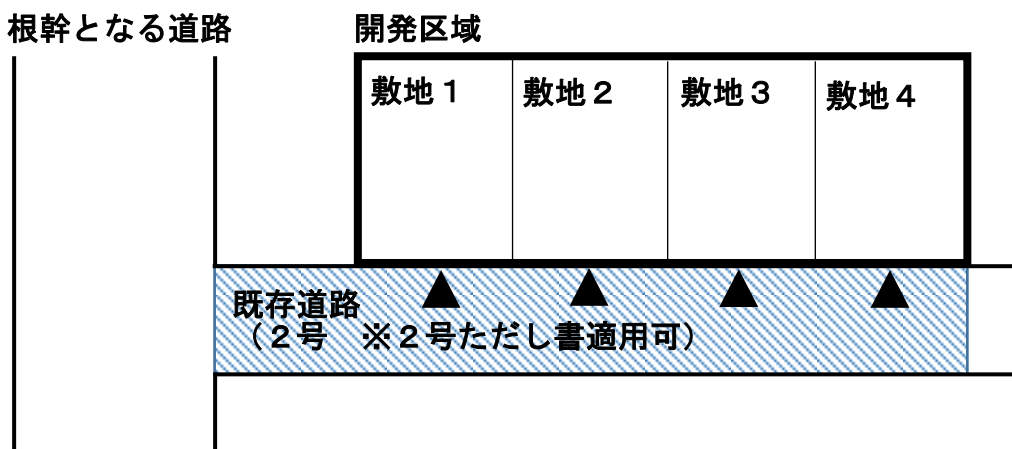 根幹となる道路
開発区域
敷地１
敷地２
敷地３
敷地４
既存道路
（２号　※２号ただし書適用可）